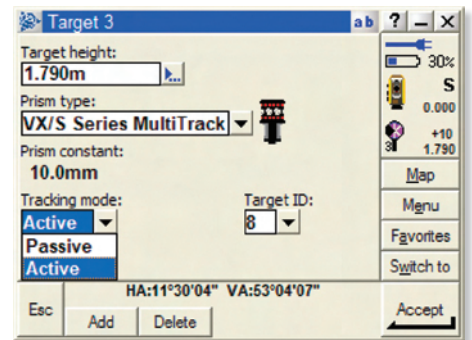 Target 3 ab ? – X
Target height:
1.790m
30%
Prism type:
S
VX/S Series MultiTrack
0.000
Prism constant:
+10
3 1.790
10.0mm
Map
Tracking mode: Target ID:
Active 8
Menu
Passive
Favorites
Active
Switch to
HA:11°30'04" VA:53°04'07"
Esc Add Delete Accept